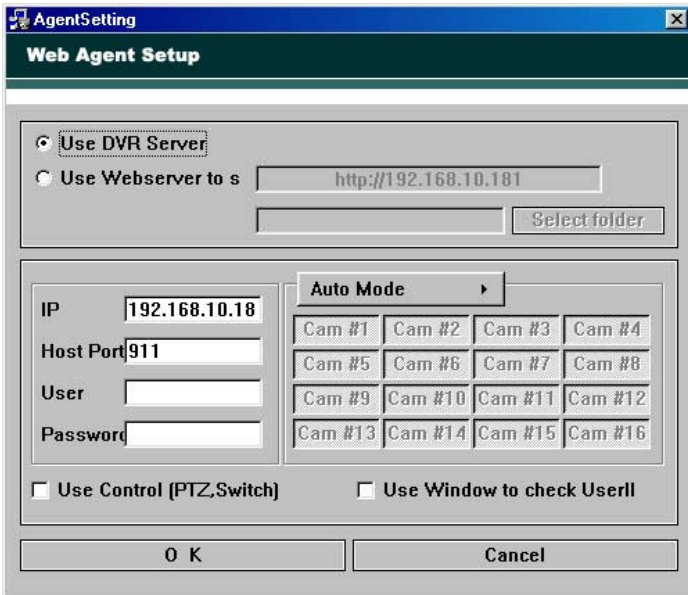 AgentSetting
Web Agent Setup
Use DVR Server
Use Webserver to s
http://192.168.10.181
Select folder
Auto Mode
IP
192.168.10.18
Host Port
911
User
Password
Cam #1 Cam #2 Cam #3 Cam #4
Cam #5 Cam #6 Cam #7 Cam #8
Cam #9 Cam #10 Cam #11 Cam #12
Cam #13 Cam #14 Cam #15 Cam #16
Use Control (PTZ,Switch)
Use Window to check UserII
O K
Cancel